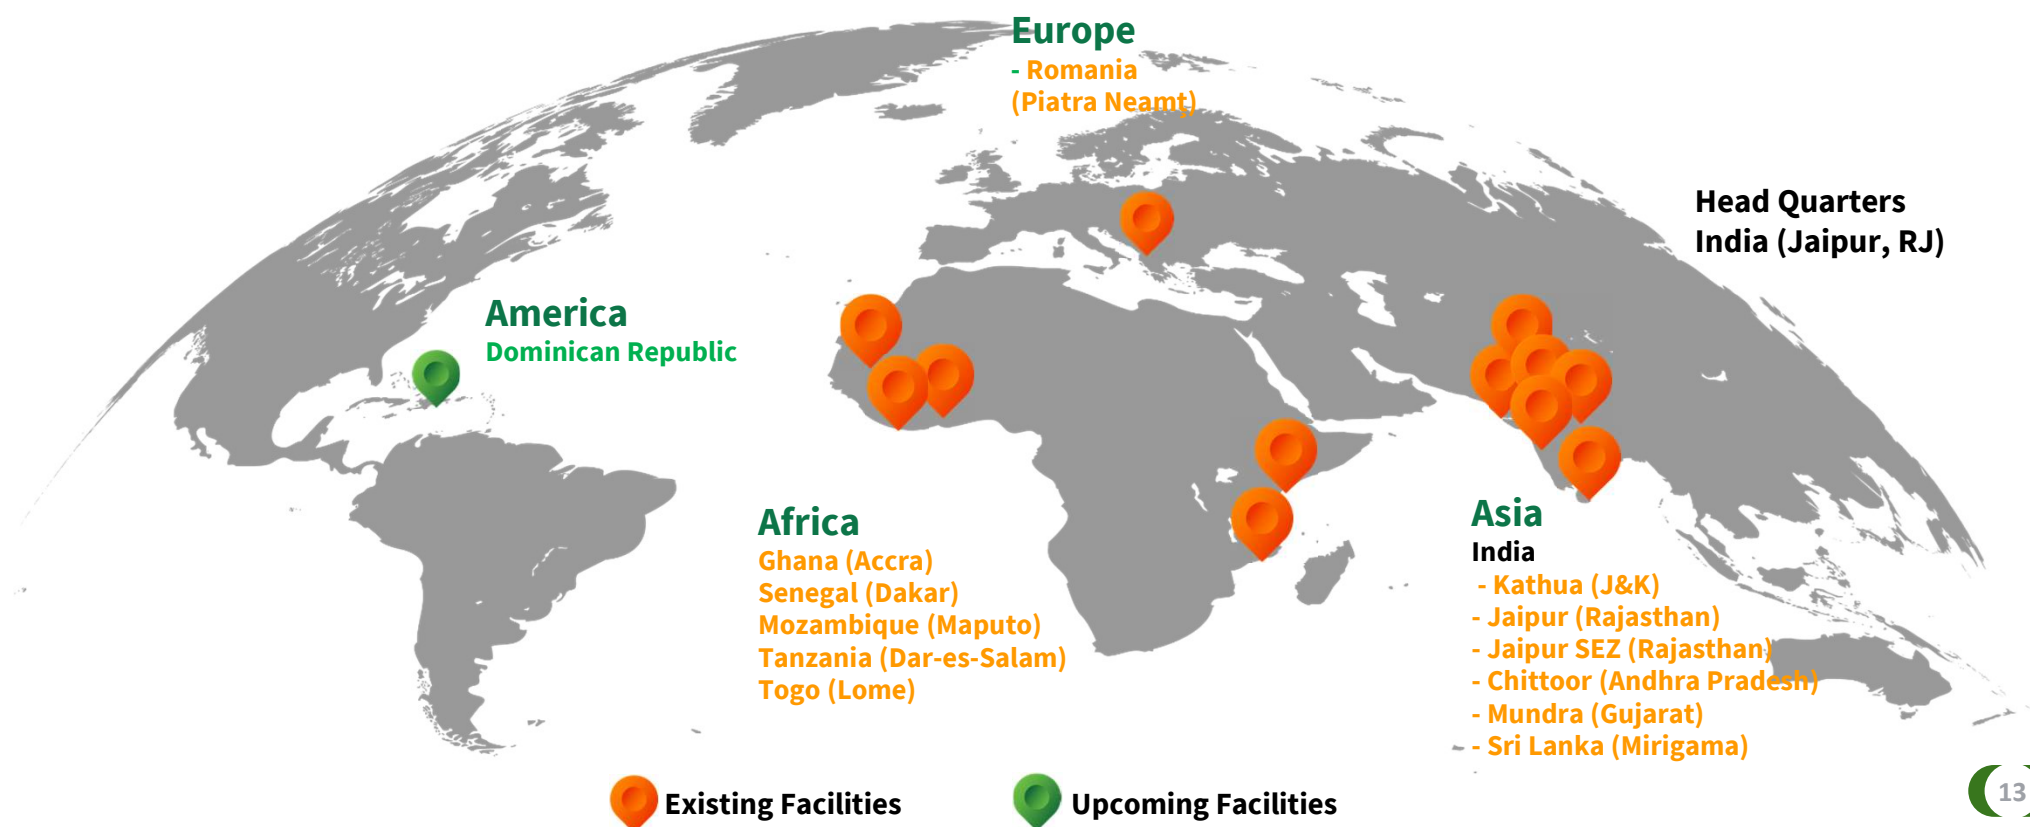 Europe
- Romania
(Piatra Neamţ)
Head Quarters
India (Jaipur, RJ)
America
Dominican Republic
Africa
Ghana (Accra)
Senegal (Dakar)
Mozambique (Maputo)
Tanzania (Dar-es-Salam)
Togo (Lome)
Asia
India
- Kathua (J&K)
- Jaipur (Rajasthan)
- Jaipur SEZ (Rajasthan)
- Chittoor (Andhra Pradesh)
- Mundra (Gujarat)
- Sri Lanka (Mirigama)
Existing Facilities
Upcoming Facilities
13